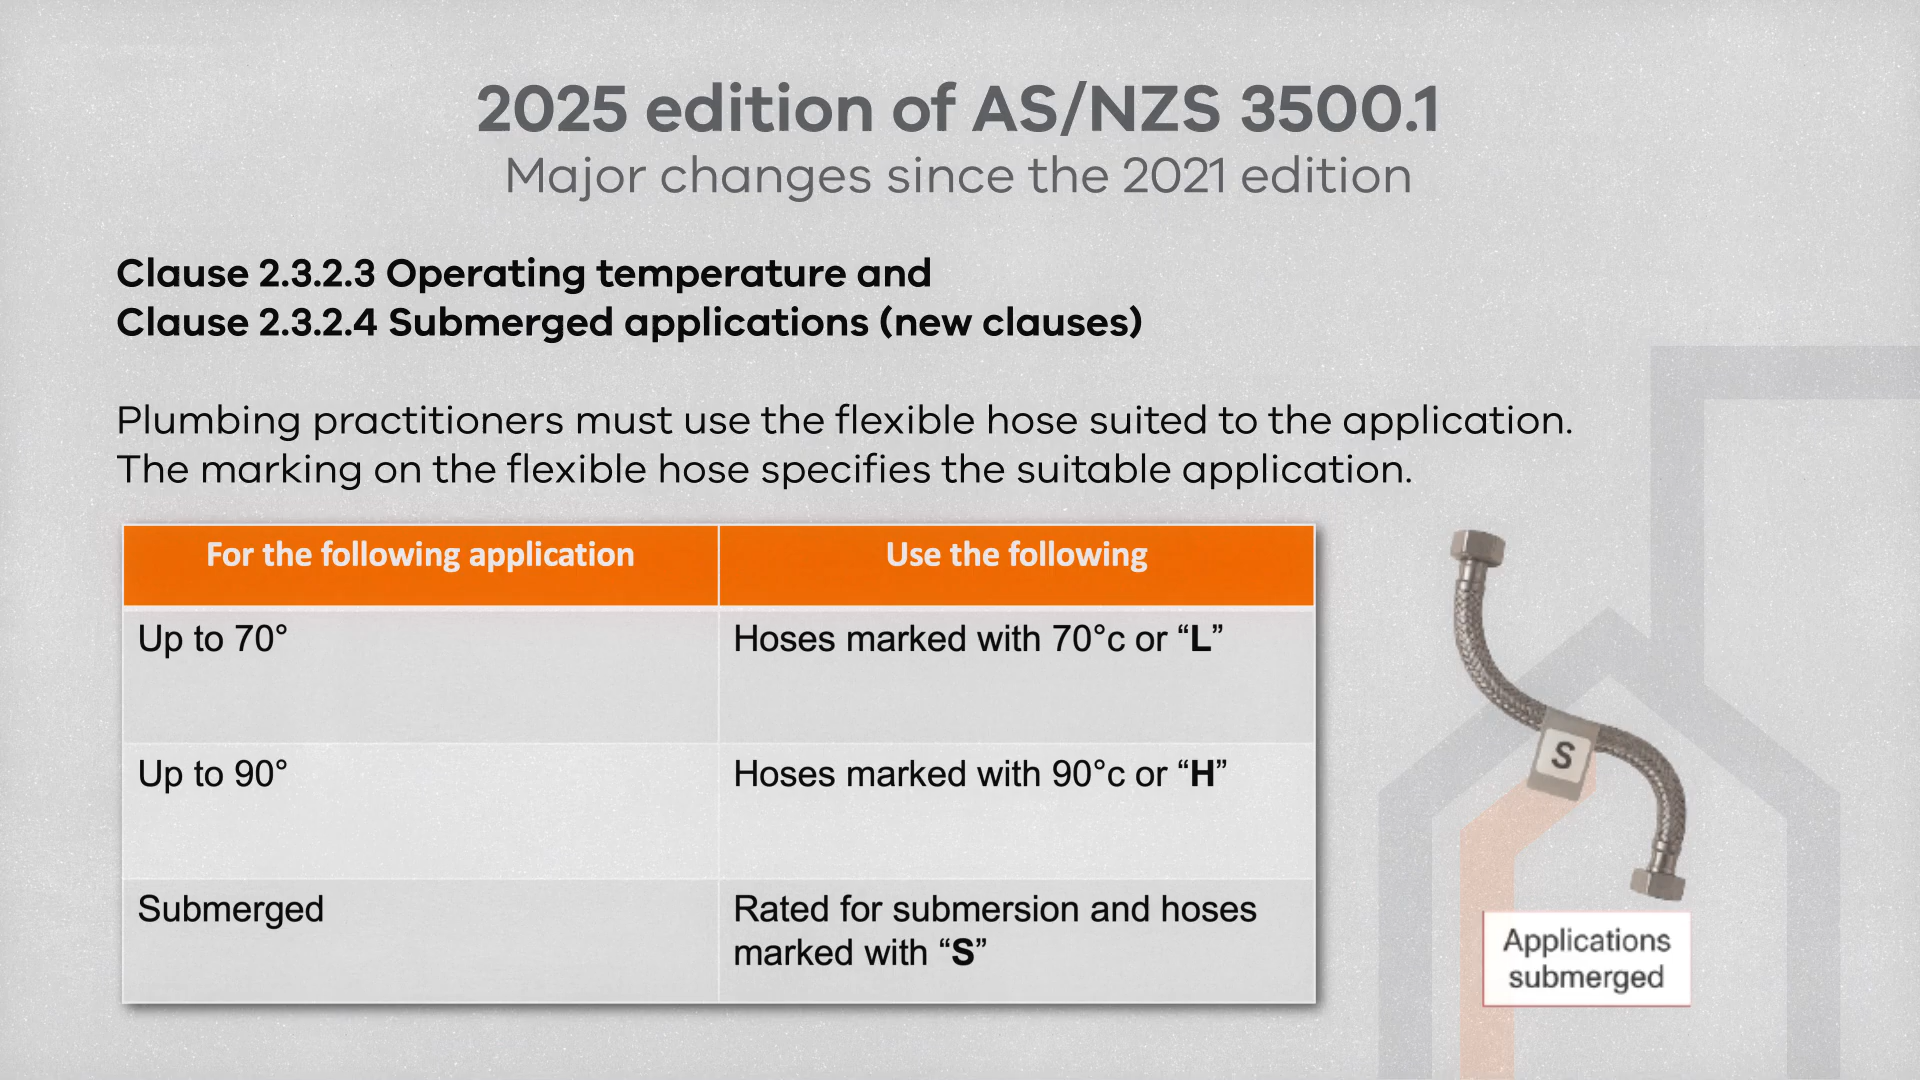 2025 edition of AS/NZS 3500.1
Major changes since the 2021 edition
Clause 2.3.2.3 Operating temperature and
Clause 2.3.2.4 Submerged applications (new clauses)
Plumbing practitioners must use the flexible hose suited to the application.
The marking on the flexible hose specifies the suitable application.
For the following application
Use the following
Up to 70°
Hoses marked with 70°c or “L”
Up to 90°
Hoses marked with 90°c or “H”
Submerged
Rated for submersion and hoses
marked with “S”
S
Applications
submerged